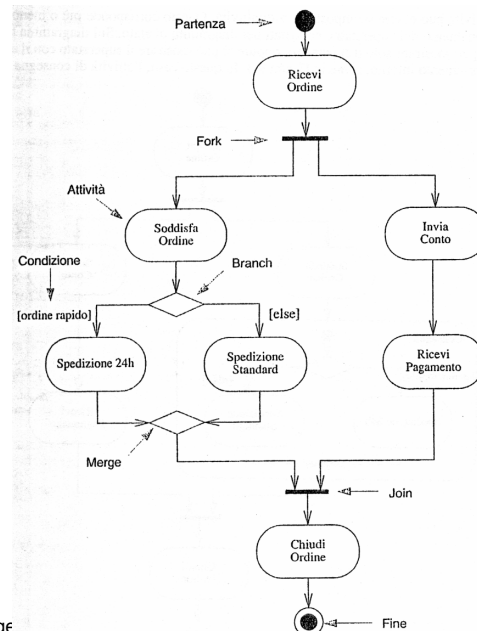 Partenza
Ricevi
Ordine
Fork
Attività
Soddisfa
Ordine
Invia
Conto
Condizione
Branch
[ordine rapido]
[else]
Spedizione 24h
Spedizione
Standard
Ricevi
Pagamento
Merge
Join
Chiudi
Ordine
Fine